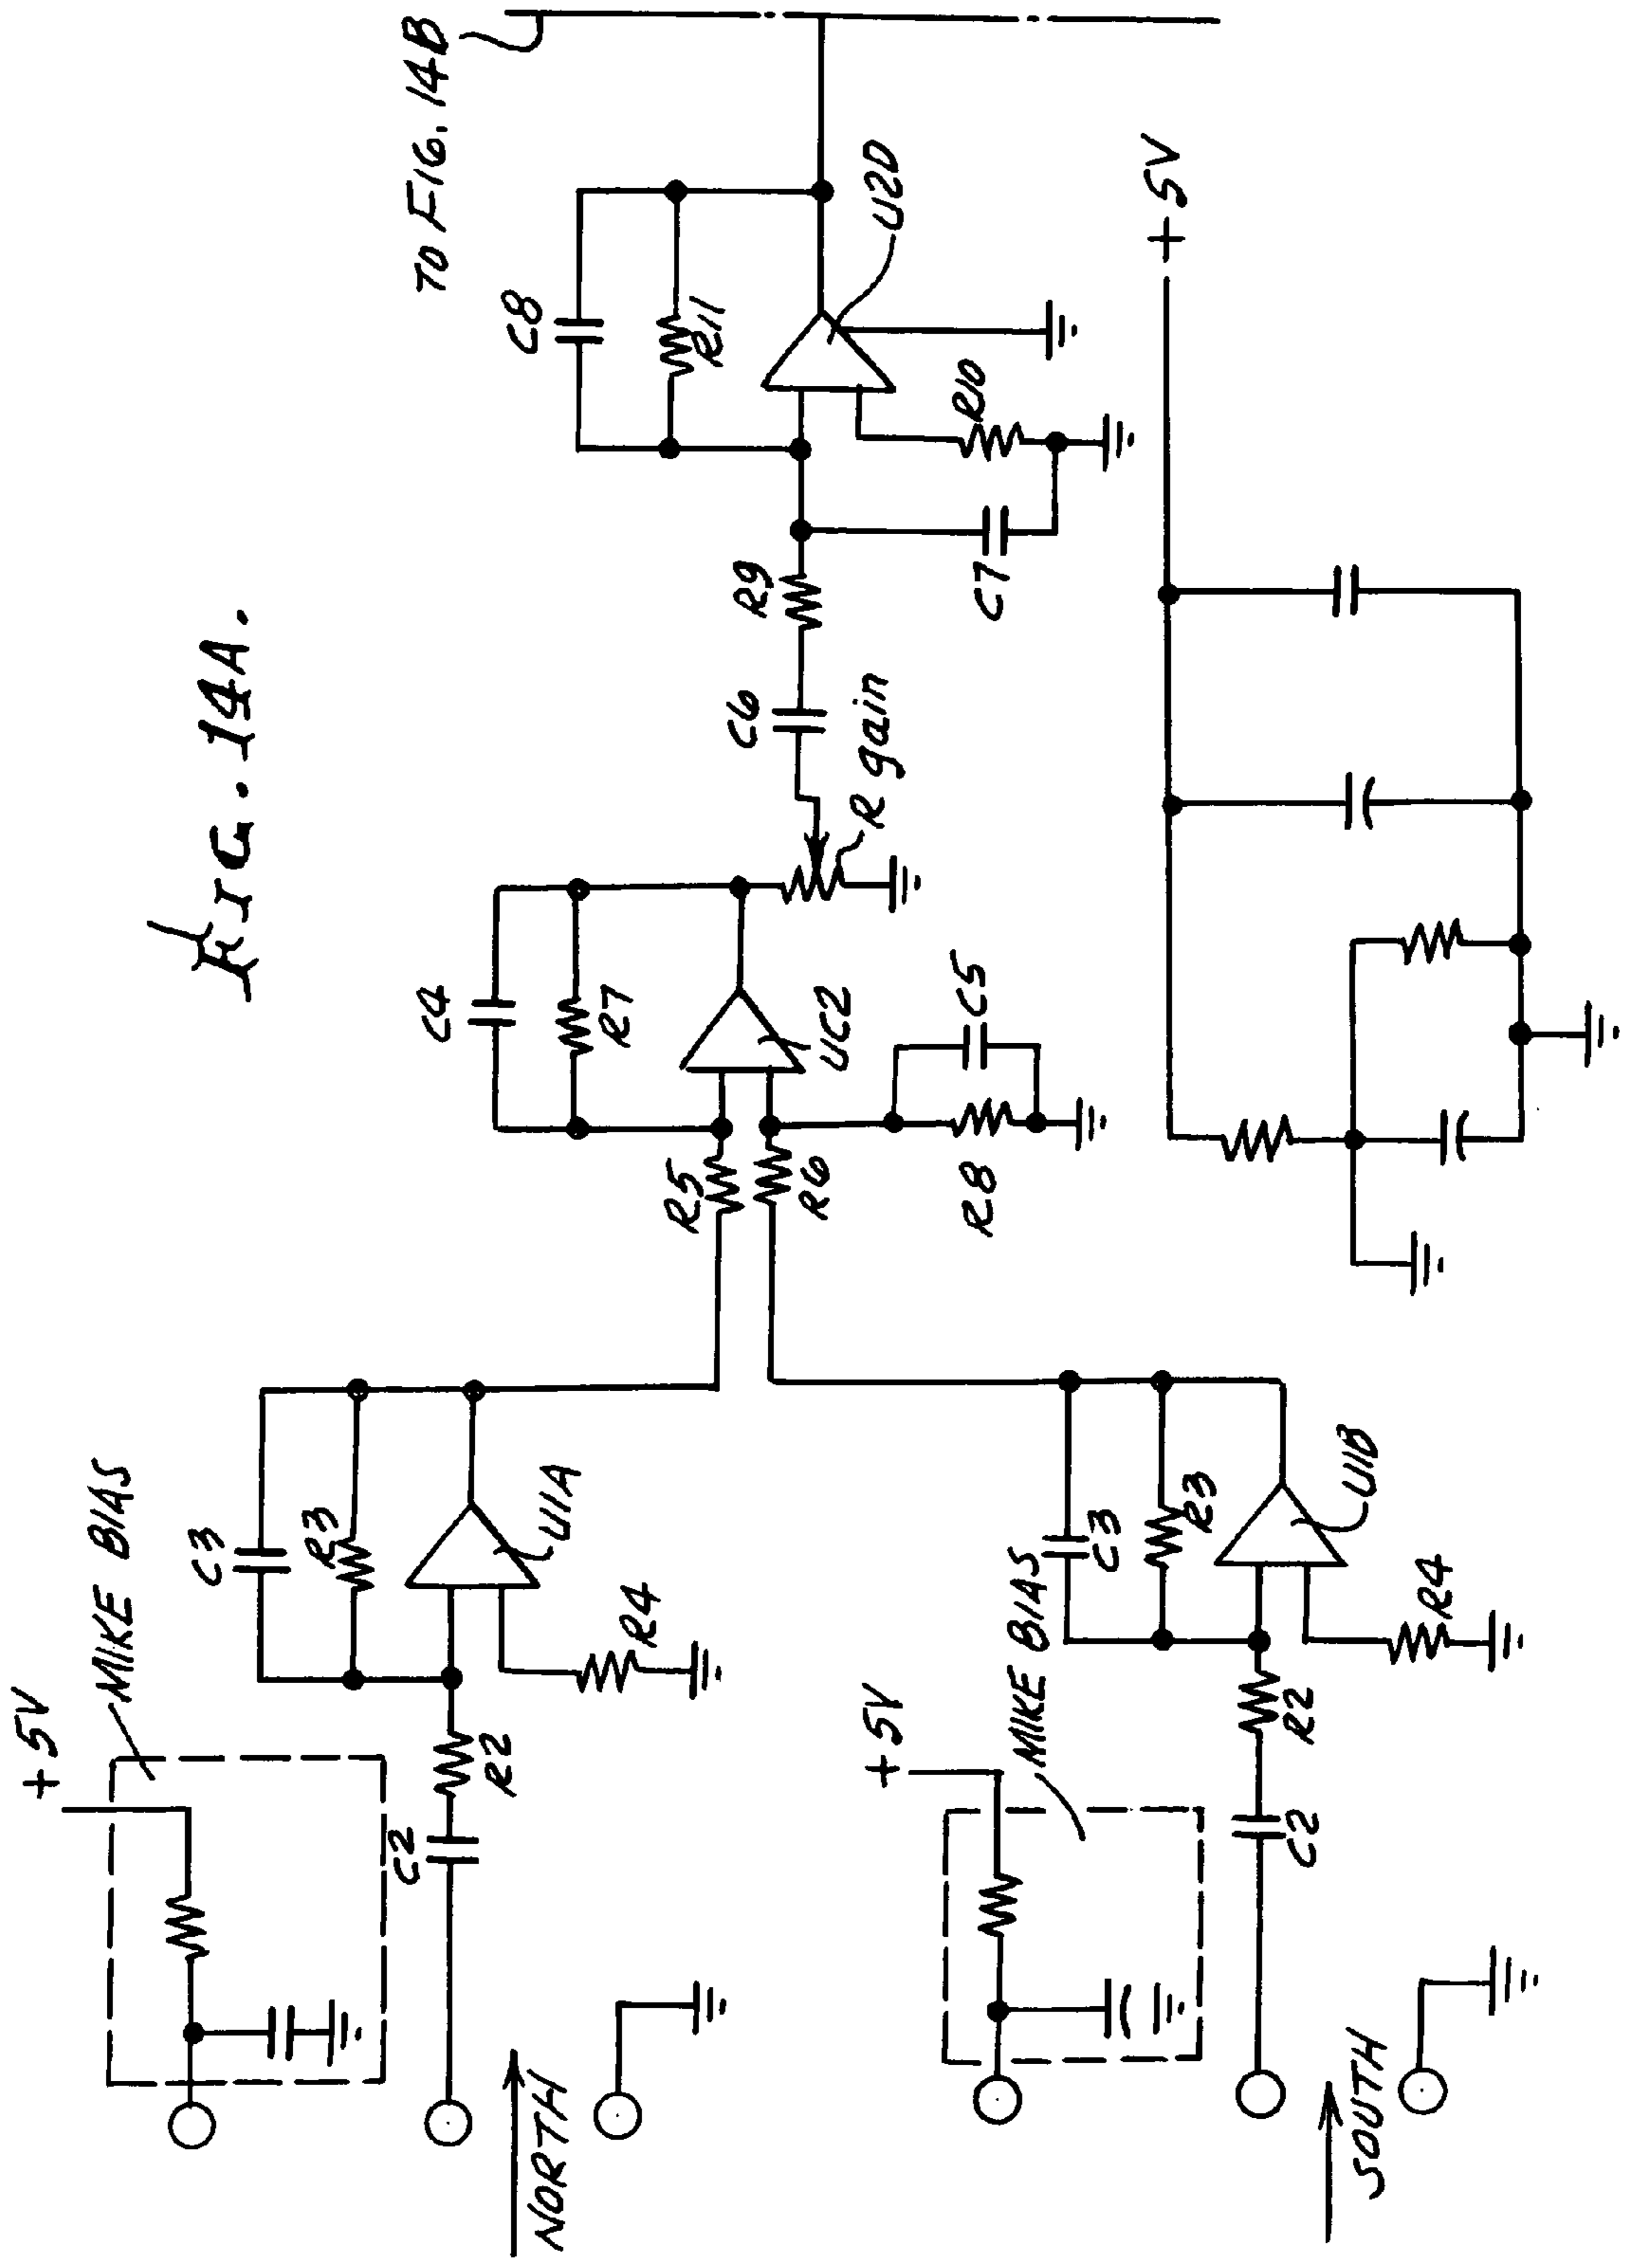 FIG. 14A.
TO FIG. 14B
+5V
MIKE BIAS
C3
R3
U1A
C2
R2
R4
NORTH
C4
R7
R5
UC2
R6
C5
R8
R gain
C6
R9
C7
C8
R11
U2D
R10
+5V
MIKE BIAS
C3
R3
U1B
C2
R2
R4
SOUTH
+5V